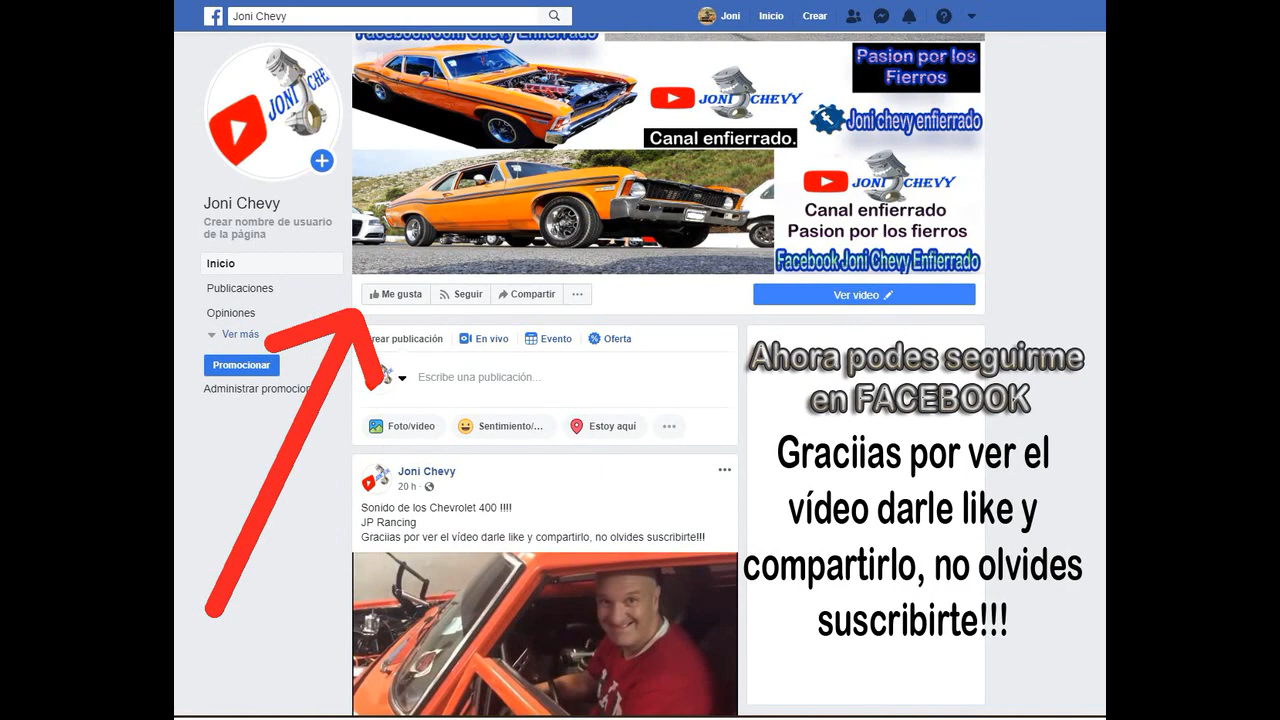 Joni Chevy
Joni
Inicio
Crear
Facebook Joni Chevy Enfierrado
Pasion por los
Fierros
JONI CHEVY
Joni chevy enfierrado
Canal enfierrado.
JONI CHEVY
Canal enfierrado
Pasion por los fierros
Facebook Joni Chevy Enfierrado
JONI CHE
Joni Chevy
Crear nombre de usuario
de la página
Inicio
Publicaciones
Opiniones
Ver más
Promocionar
Administrar promocio
Me gusta
Seguir
Compartir
Ver video
rear publicación
En vivo
Evento
Oferta
Escribe una publicación...
Foto/video
Sentimiento/...
Estoy aquí
Joni Chevy
20 h
Sonido de los Chevrolet 400 !!!!
JP Rancing
Graciias por ver el vídeo darle like y compartirlo, no olvides suscribirte!!!
Ahora podes seguirme
en FACEBOOK
Graciias por ver el
vídeo darle like y
compartirlo, no olvides
suscribirte!!!